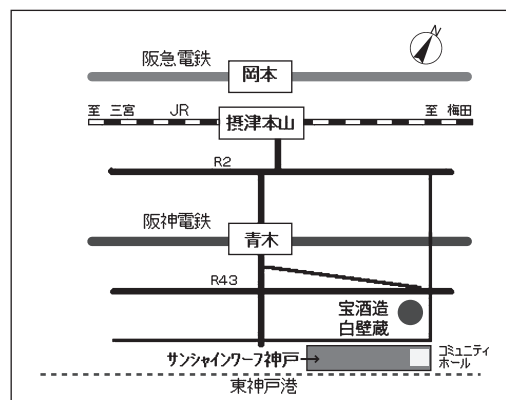 N
阪急電鉄
岡本
至 三宮 JR 至 梅田
摂津本山
R2
阪神電鉄
青木
R43
宝酒造
白壁蔵
サンシャインワーフ神戸→
コミュニティ
ホール
東神戸港